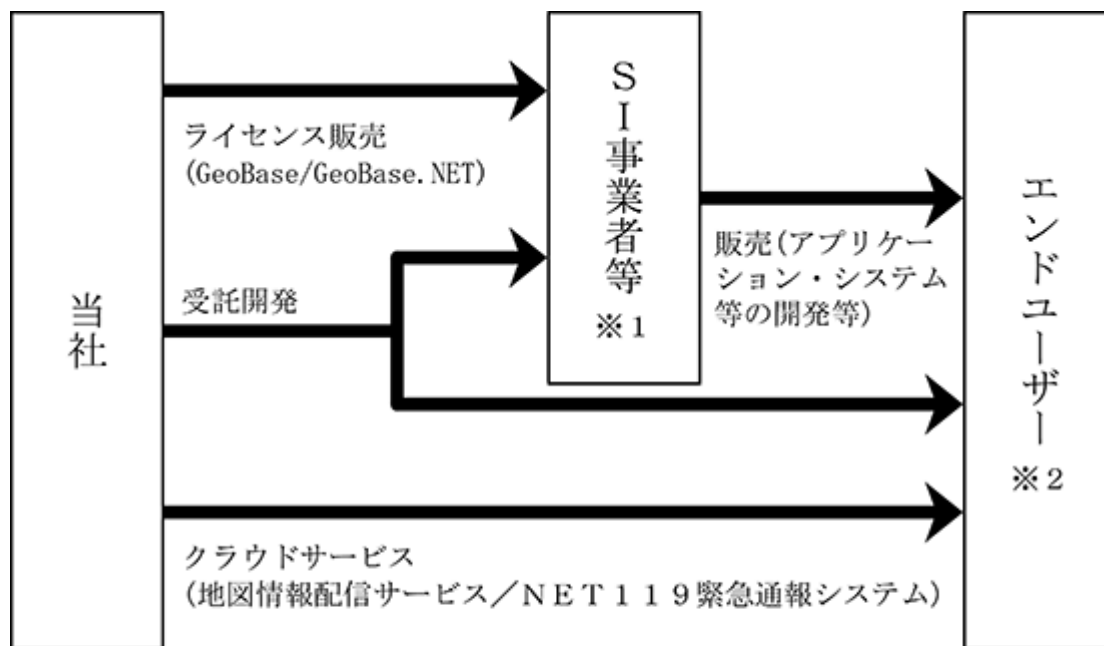 当社
ライセンス販売
(GeoBase/GeoBase.NET)
受託開発
クラウドサービス
(地図情報配信サービス／ＮＥＴ１１９緊急通報システム)
ＳＩ事業者等
※１
販売(アプリケー
ション・システム
等の開発等)
エンドユーザー
※２